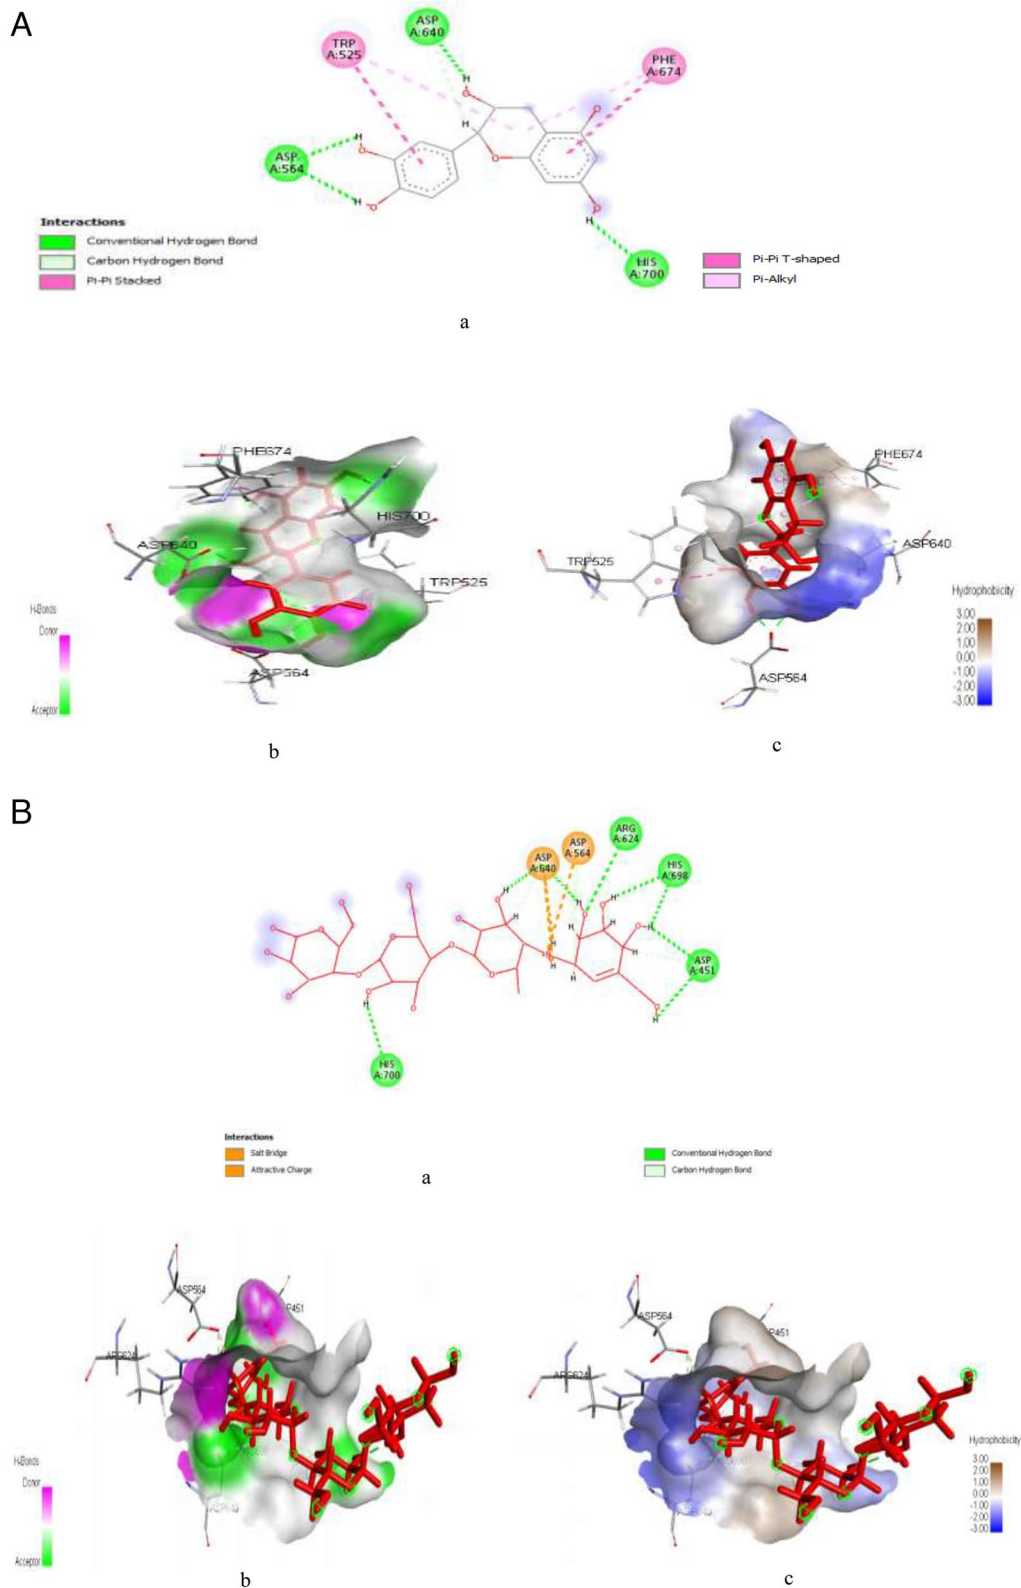 A
ASP
A:640
TRP
A:525
PHE
A:674
H
O
O
H
H
O
ASP
A:564
O
H
O
O
H
HIS
A:700
Interactions
Conventional Hydrogen Bond
Carbon Hydrogen Bond
Pi-Pi Stacked
Pi-Pi T-shaped
Pi-Alkyl
a
PHE674
HIS700
ASP640
TRP525
ASP564
H-Bonds
Donor
Acceptor
b
PHE674
ASP640
TRP525
ASP564
Hydrophobicity
3.00
2.00
1.00
0.00
-1.00
-2.00
-3.00
c
B
ARG
A:624
ASP
A:564
ASP
A:640
HIS
A:698
ASP
A:451
HIS
A:700
Interactions
Salt Bridge
Attractive Charge
Conventional Hydrogen Bond
Carbon Hydrogen Bond
a
ASP564
P451
ARG624
H-Bonds
Donor
Acceptor
b
ASP564
P451
ARG624
Hydrophobicity
3.00
2.00
1.00
0.00
-1.00
-2.00
-3.00
c